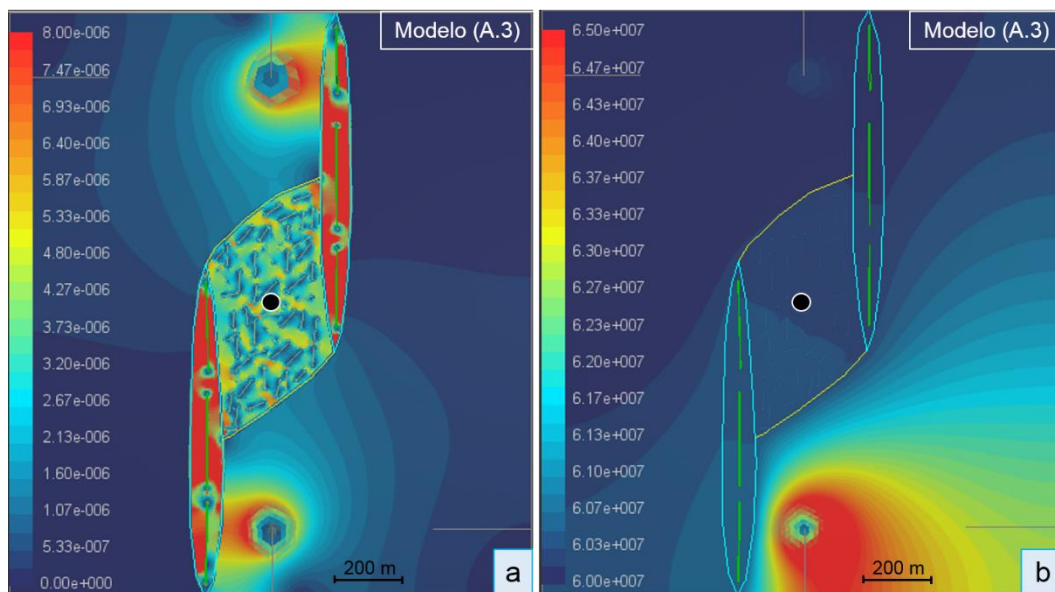 Modelo (A.3)
8.00e-006
7.47e-006
6.93e-006
6.40e-006
5.87e-006
5.33e-006
4.80e-006
4.27e-006
3.73e-006
3.20e-006
2.67e-006
2.13e-006
1.60e-006
1.07e-006
5.33e-007
0.00e+000
200 m
a
Modelo (A.3)
6.50e+007
6.47e+007
6.43e+007
6.40e+007
6.37e+007
6.33e+007
6.30e+007
6.27e+007
6.23e+007
6.20e+007
6.17e+007
6.13e+007
6.10e+007
6.07e+007
6.03e+007
6.00e+007
200 m
b